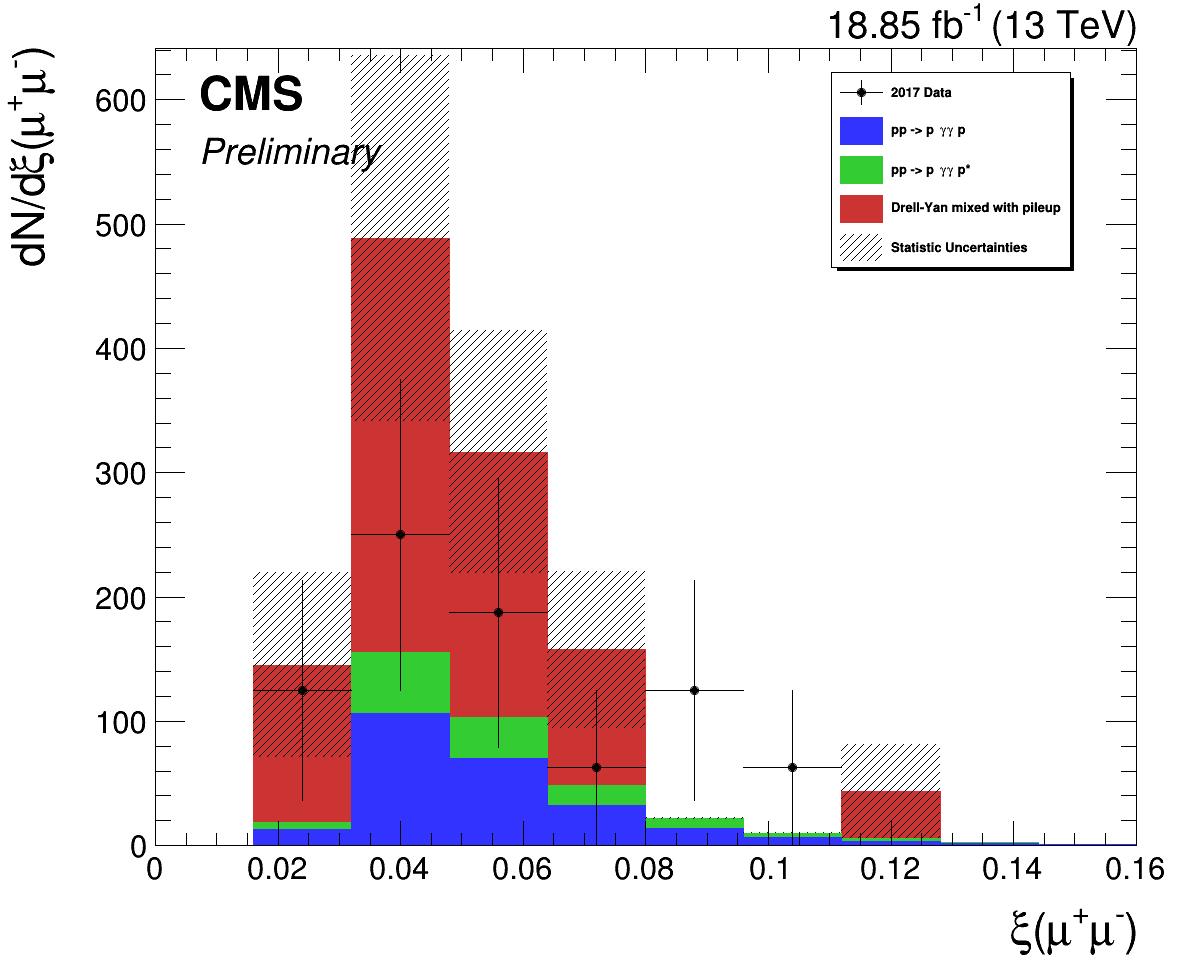 18.85 fb⁻¹ (13 TeV)
dN/dξ(μ⁺μ⁻)
CMS
Preliminary
2017 Data
pp -> p γγ p
pp -> p γγ p*
Drell-Yan mixed with pileup
Statistic Uncertainties
600
500
400
300
200
100
0
0 0.02 0.04 0.06 0.08 0.1 0.12 0.14 0.16
ξ(μ⁺μ⁻)